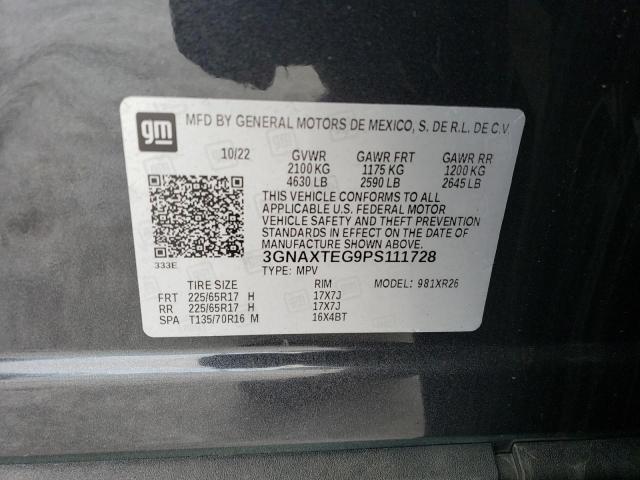 gm
MFD BY GENERAL MOTORS DE MEXICO, S. DE R.L. DE C.V.
10/22 GVWR GAWR FRT GAWR RR
2100 KG 1175 KG 1200 KG
4630 LB 2590 LB 2645 LB
THIS VEHICLE CONFORMS TO ALL
APPLICABLE U.S. FEDERAL MOTOR
VEHICLE SAFETY AND THEFT PREVENTION
STANDARDS IN EFFECT ON THE DATE OF
MANUFACTURE SHOWN ABOVE.
333E
3GNAXTEG9PS111728
TYPE: MPV MODEL: 981XR26
TIRE SIZE RIM
FRT 225/65R17 H 17X7J
RR 225/65R17 H 17X7J
SPA T135/70R16 M 16X4BT